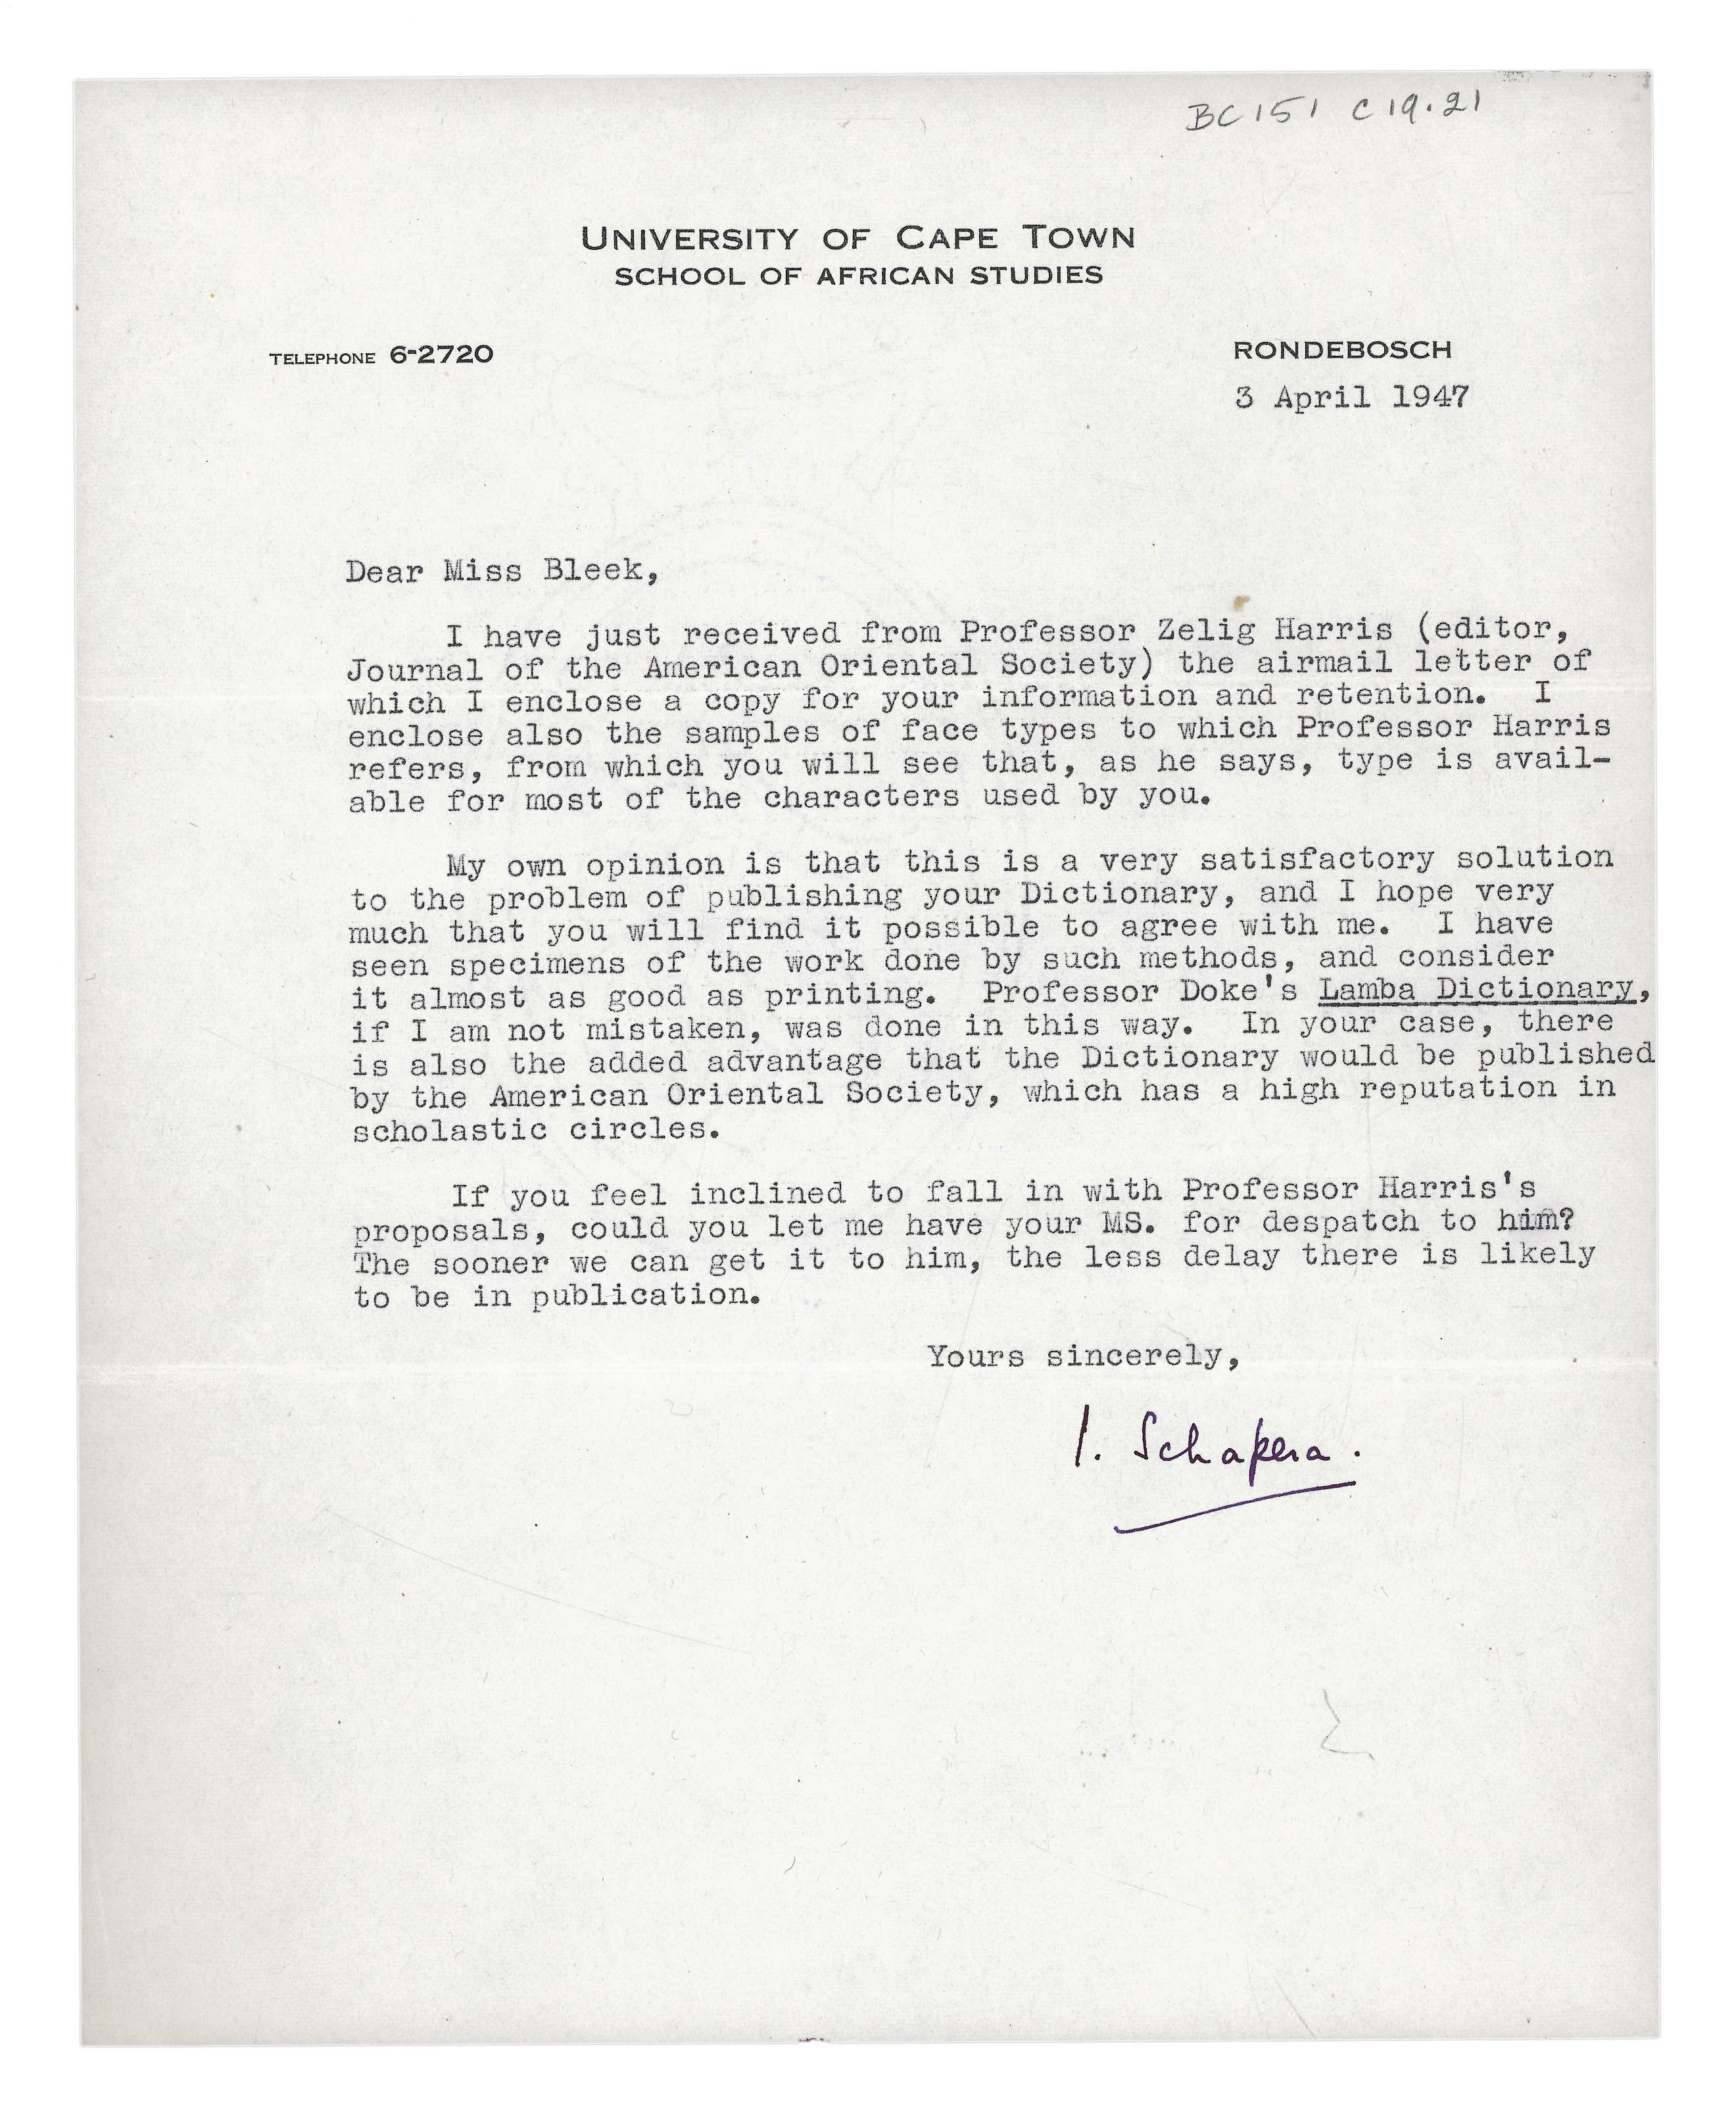 BC 151 C 19.21
UNIVERSITY OF CAPE TOWN
SCHOOL OF AFRICAN STUDIES
TELEPHONE 6-2720
RONDEBOSCH
3 April 1947
Dear Miss Bleek,
I have just received from Professor Zelig Harris (editor,
Journal of the American Oriental Society) the airmail letter of
which I enclose a copy for your information and retention. I
enclose also the samples of face types to which Professor Harris
refers, from which you will see that, as he says, type is avail-
able for most of the characters used by you.
My own opinion is that this is a very satisfactory solution
to the problem of publishing your Dictionary, and I hope very
much that you will find it possible to agree with me. I have
seen specimens of the work done by such methods, and consider
it almost as good as printing. Professor Doke's Lamba Dictionary,
if I am not mistaken, was done in this way. In your case, there
is also the added advantage that the Dictionary would be published
by the American Oriental Society, which has a high reputation in
scholastic circles.
If you feel inclined to fall in with Professor Harris's
proposals, could you let me have your MS. for despatch to him?
The sooner we can get it to him, the less delay there is likely
to be in publication.
Yours sincerely,
I. Schapera.